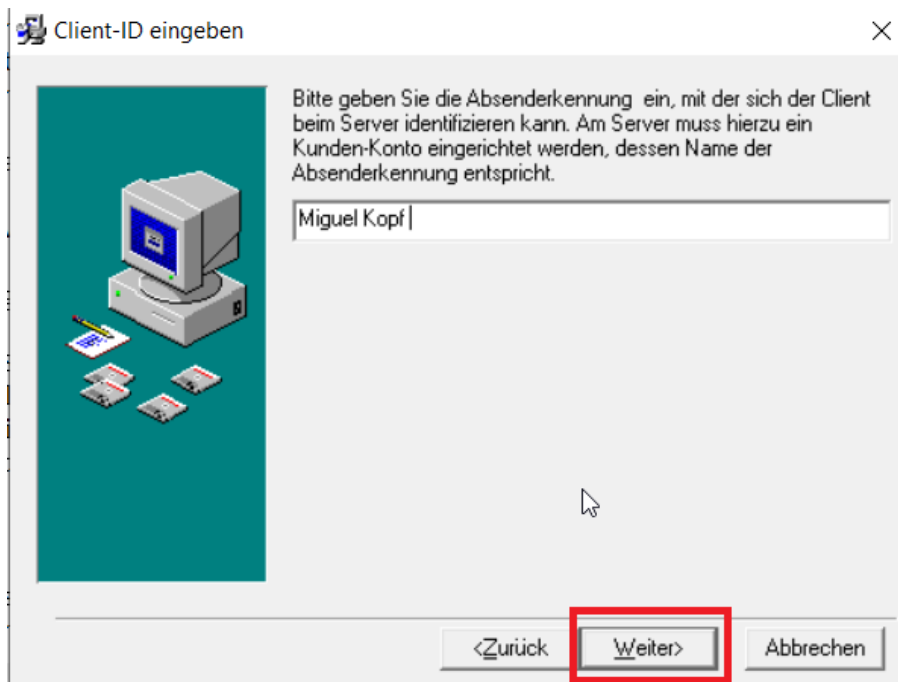 Client-ID eingeben
Bitte geben Sie die Absenderkennung ein, mit der sich der Client
beim Server identifizieren kann. Am Server muss hierzu ein
Kunden-Konto eingerichtet werden, dessen Name der
Absenderkennung entspricht.
Miguel Kopf
<Zurück Weiter> Abbrechen